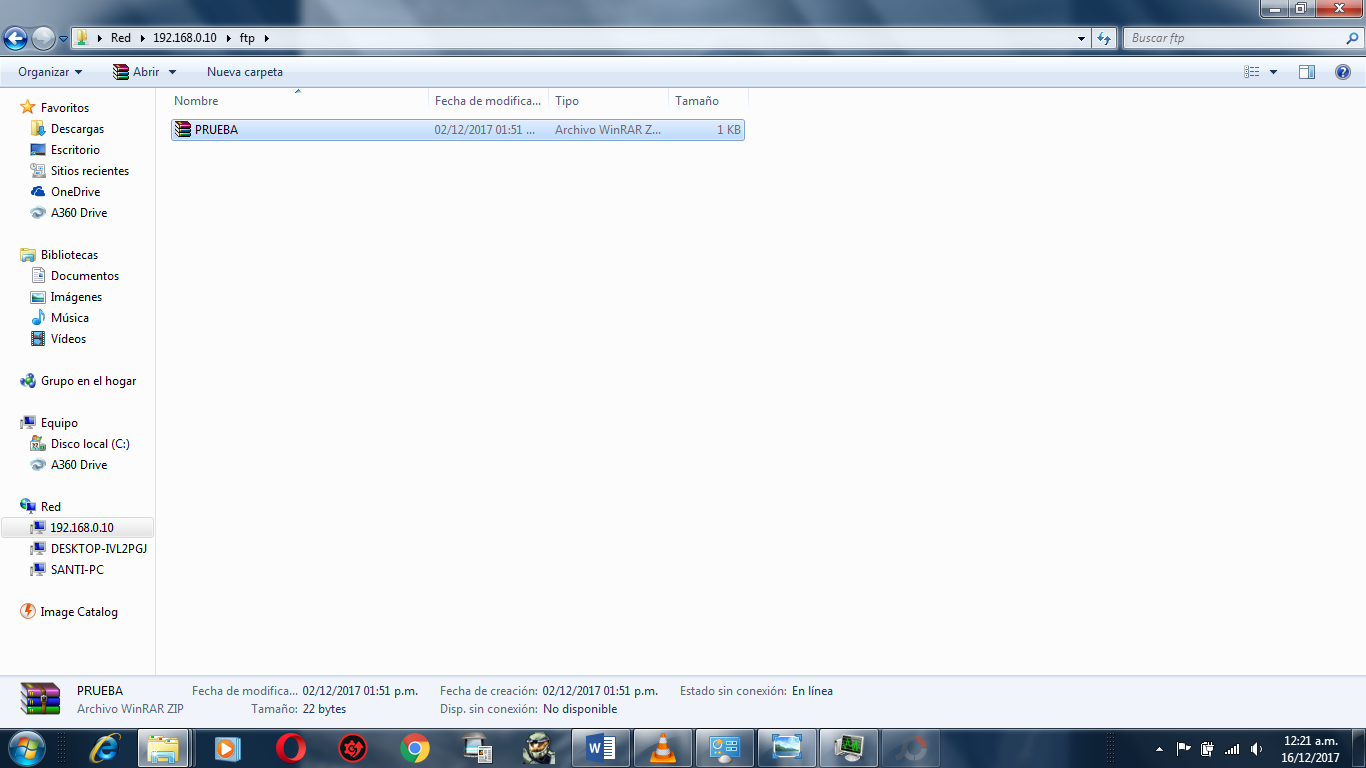 Red 192.168.0.10 ftp
Buscar ftp
Organizar Abrir Nueva carpeta
Nombre Fecha de modifica... Tipo Tamaño
PRUEBA 02/12/2017 01:51 ... Archivo WinRAR Z... 1 KB
Favoritos
Descargas
Escritorio
Sitios recientes
OneDrive
A360 Drive
Bibliotecas
Documentos
Imágenes
Música
Vídeos
Grupo en el hogar
Equipo
Disco local (C:)
A360 Drive
Red
192.168.0.10
DESKTOP-IVL2PGJ
SANTI-PC
Image Catalog
PRUEBA Fecha de modifica... 02/12/2017 01:51 p.m. Fecha de creación: 02/12/2017 01:51 p.m. Estado sin conexión: En línea
Archivo WinRAR ZIP Tamaño: 22 bytes Disp. sin conexión: No disponible
12:21 a.m.
16/12/2017